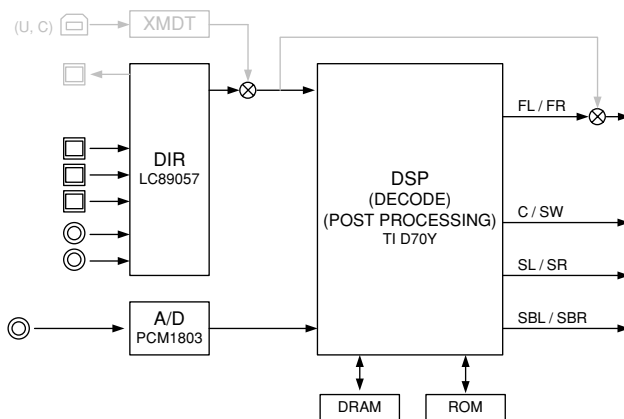 (U, C)
XMDT
DIR
LC89057
DSP
(DECODE)
(POST PROCESSING)
TI D70Y
FL / FR
C / SW
SL / SR
SBL / SBR
A/D
PCM1803
DRAM
ROM